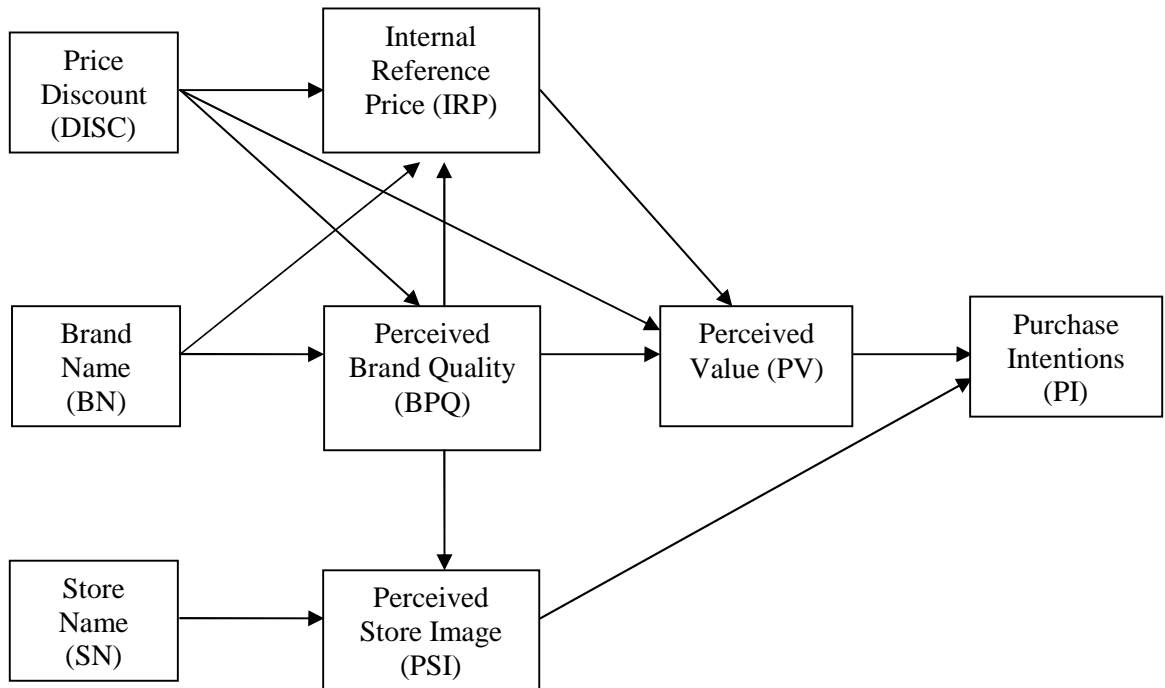 Price
Discount
(DISC)
Internal
Reference
Price (IRP)
Brand
Name
(BN)
Perceived
Brand Quality
(BPQ)
Perceived
Value (PV)
Purchase
Intentions
(PI)
Store
Name
(SN)
Perceived
Store Image
(PSI)